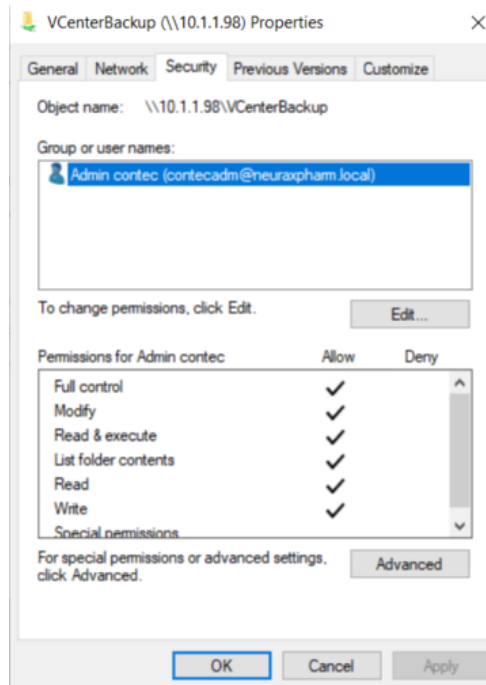 VCenterBackup (\\10.1.1.98) Properties
General Network Security Previous Versions Customize
Object name: \\10.1.1.98\VCenterBackup
Group or user names:
Admin contec (contecadm@neuraxpharm.local)
To change permissions, click Edit.
Edit...
Permissions for Admin contec Allow Deny
Full control
Modify
Read & execute
List folder contents
Read
Write
Special permissions
For special permissions or advanced settings,
click Advanced.
Advanced
OK Cancel Apply